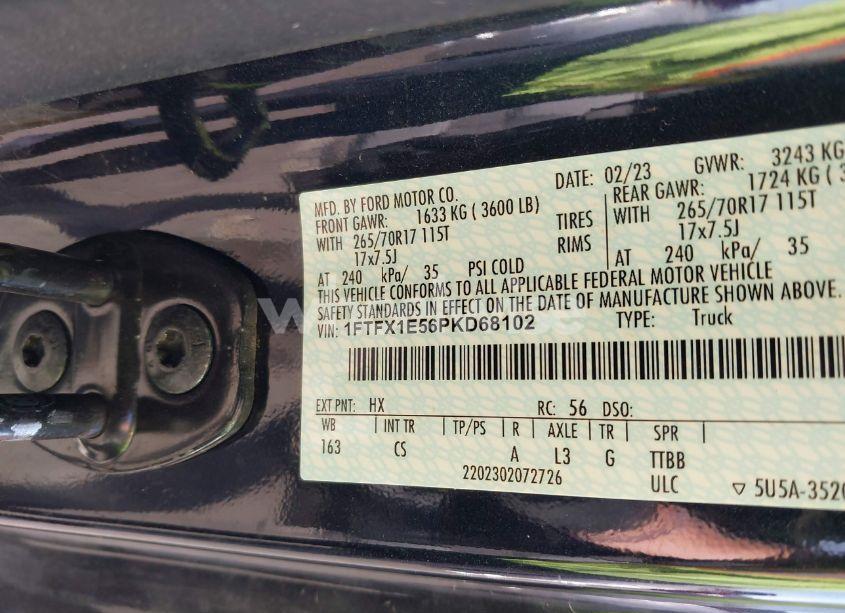 DATE: 02/23 GVWR: 3243 KG
MFD. BY FORD MOTOR CO.
FRONT GAWR: 1633 KG ( 3600 LB) REAR GAWR: 1724 KG ( 3
WITH 265/70R17 115T TIRES WITH 265/70R17 115T
17x7.5J RIMS 17x7.5J
AT 240 kPa/ 35 PSI COLD AT 240 kPa/ 35
THIS VEHICLE CONFORMS TO ALL APPLICABLE FEDERAL MOTOR VEHICLE
SAFETY STANDARDS IN EFFECT ON THE DATE OF MANUFACTURE SHOWN ABOVE.
VIN: 1FTFX1E56PKD68102 TYPE: Truck
EXT PNT: HX RC: 56 DSO:
WB INT TR TP/PS R AXLE TR SPR
163 CS A L3 G TTBB
2202302072726 ULC 5U5A-3520